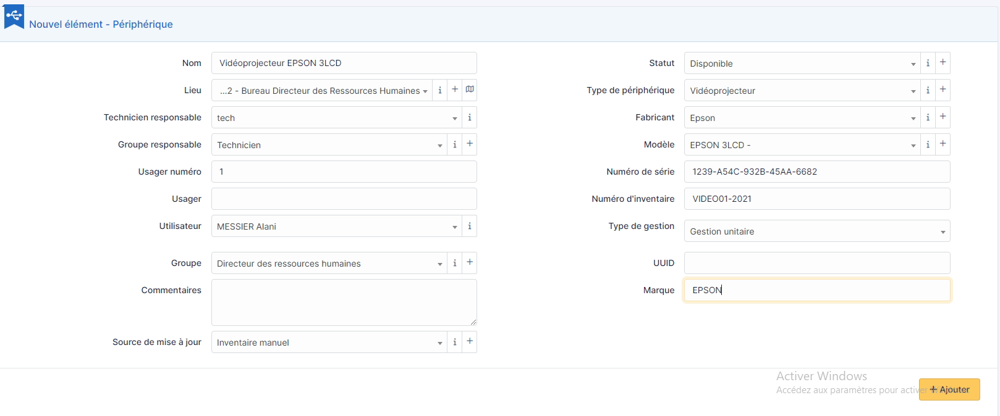 Nouvel élément - Périphérique
Nom Vidéoprojecteur EPSON 3LCD
Lieu ...2 - Bureau Directeur des Ressources Humaines
Technicien responsable tech
Groupe responsable Technicien
Usager numéro 1
Usager
Utilisateur MESSIER Alani
Groupe Directeur des ressources humaines
Commentaires
Source de mise à jour Inventaire manuel
Statut Disponible
Type de périphérique Vidéoprojecteur
Fabricant Epson
Modèle EPSON 3LCD -
Numéro de série 1239-A54C-932B-45AA-6682
Numéro d'inventaire VIDEO01-2021
Type de gestion Gestion unitaire
UUID
Marque EPSON
Activer Windows
Accédez aux paramètres pour activer Windows.
+ Ajouter